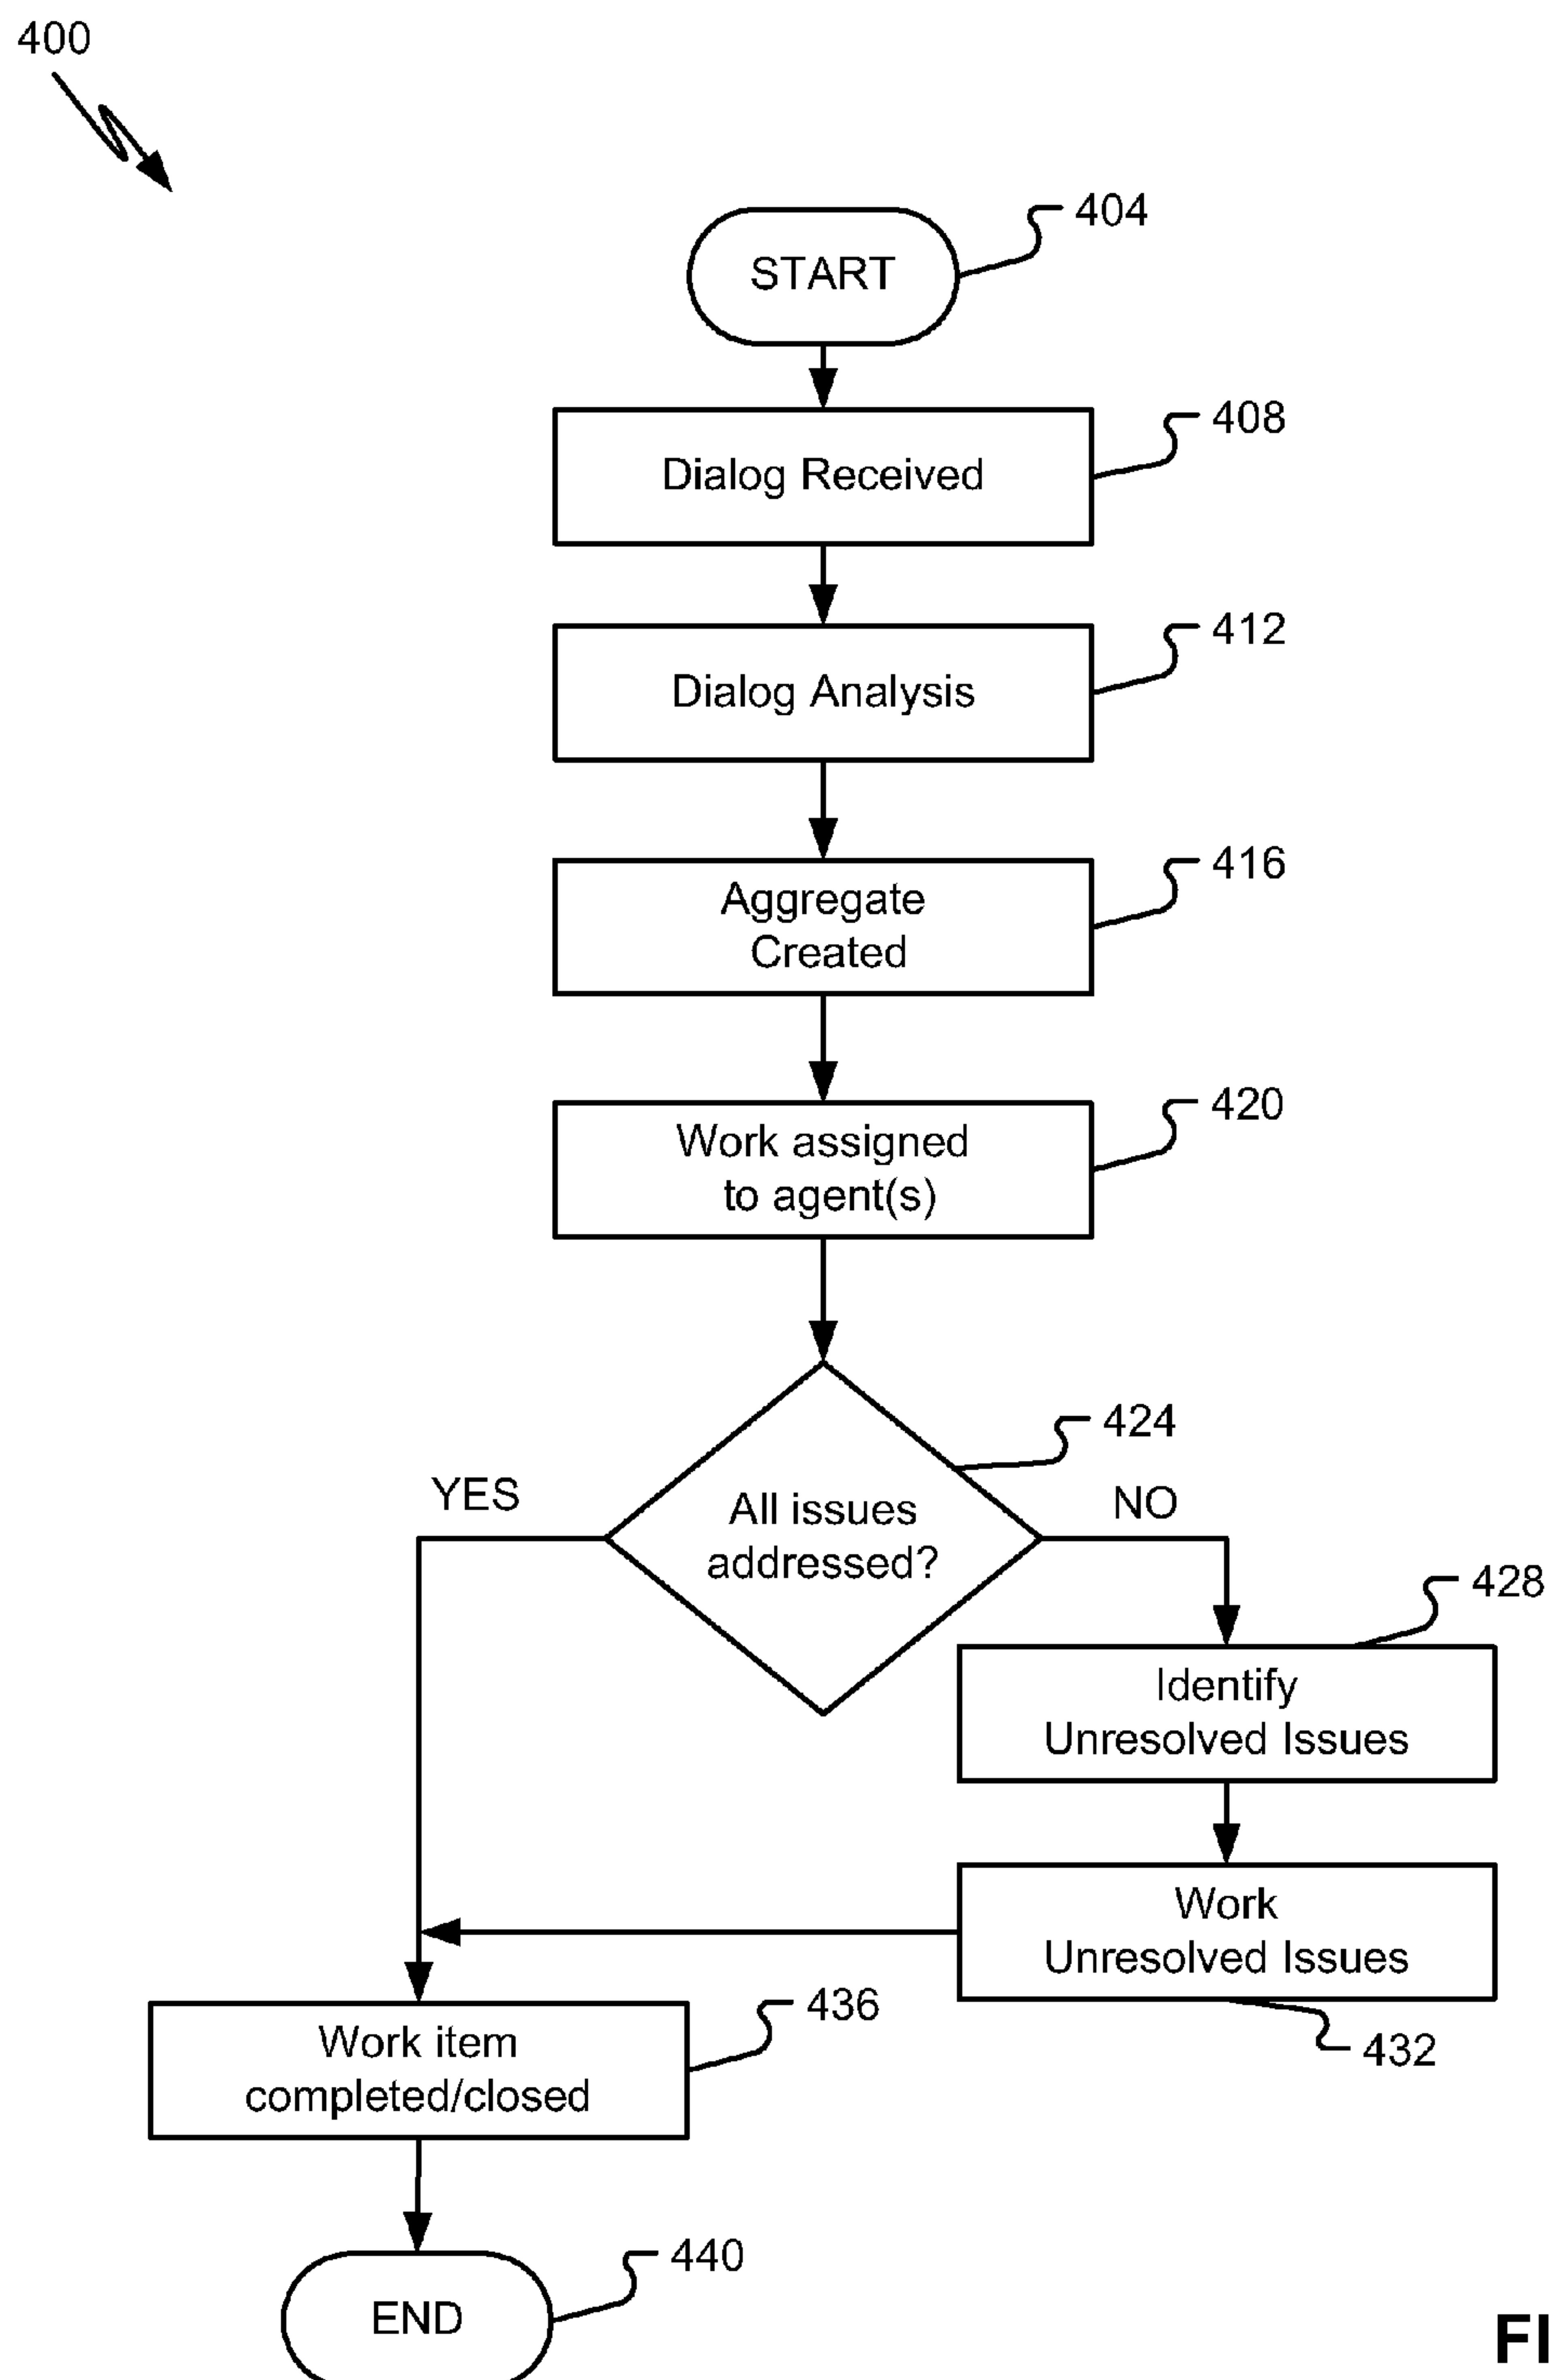 400
START
404
Dialog Received
408
Dialog Analysis
412
Aggregate
Created
416
Work assigned
to agent(s)
420
All issues
addressed?
424
YES
NO
Identify
Unresolved Issues
428
Work
Unresolved Issues
432
Work item
completed/closed
436
END
440
FI